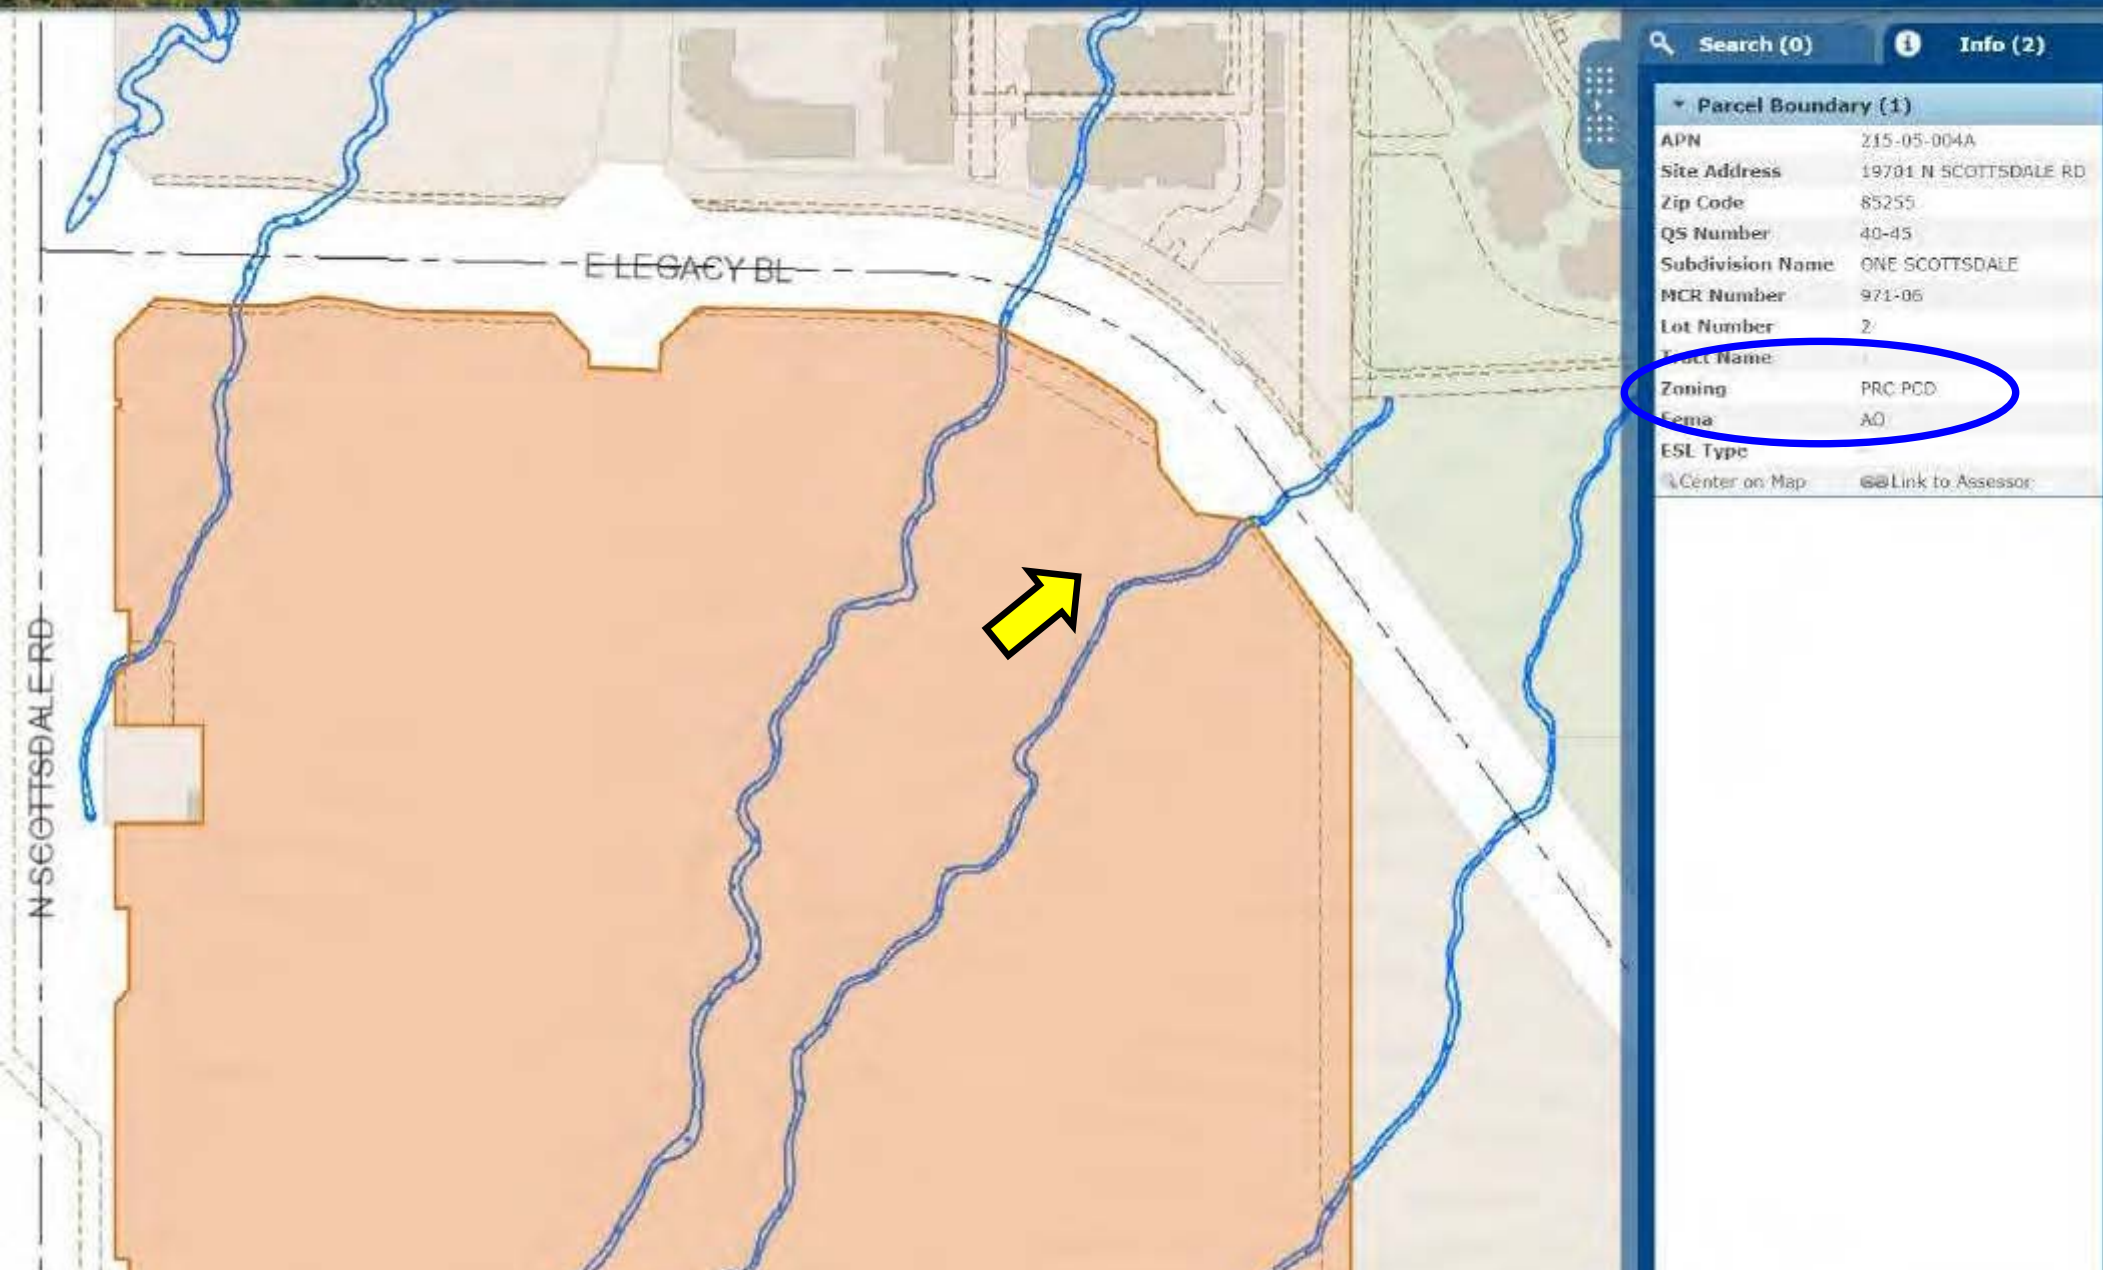 Search (0)
Info (2)
Parcel Boundary (1)
APN 215-05-004A
Site Address 19701 N SCOTTSDALE RD
Zip Code 85255
QS Number 40-45
Subdivision Name ONE SCOTTSDALE
MCR Number 971-06
Lot Number 2
Tract Name
Zoning PRC PCD
Fema AO
ESL Type
Center on Map Link to Assessor
E LEGACY BL
N SCOTTSDALE RD